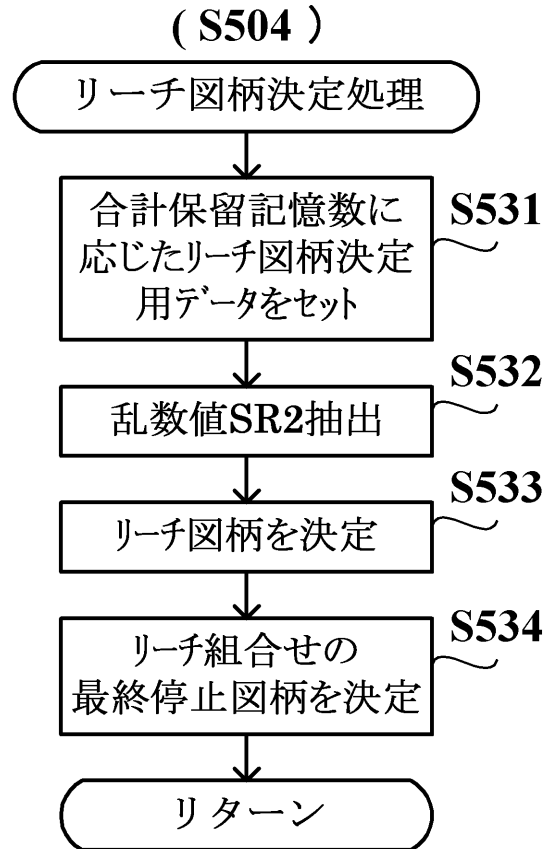 ( S504 )
リーチ図柄決定処理
合計保留記憶数に
応じたリーチ図柄決定
用データをセット
S531
乱数値SR2抽出
S532
リーチ図柄を決定
S533
リーチ組合せの
最終停止図柄を決定
S534
リターン